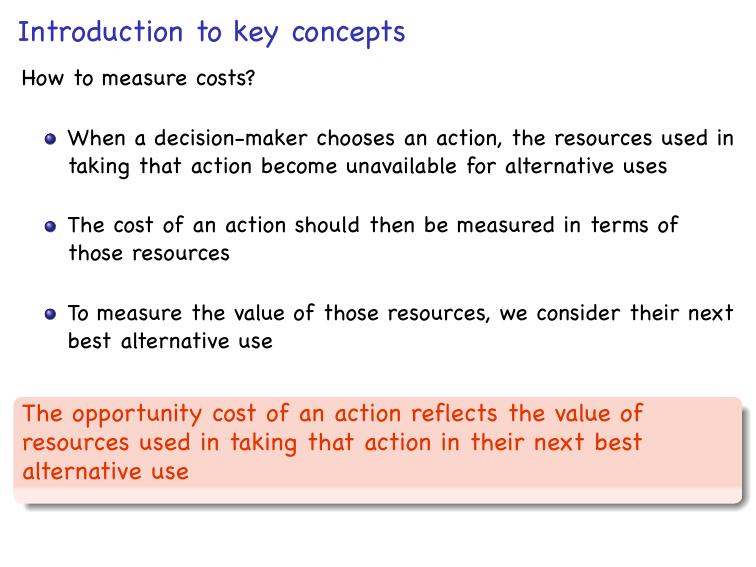 Introduction to key concepts
How to measure costs?
When a decision-maker chooses an action, the resources used in
taking that action become unavailable for alternative uses
The cost of an action should then be measured in terms of
those resources
To measure the value of those resources, we consider their next
best alternative use
The opportunity cost of an action reflects the value of
resources used in taking that action in their next best
alternative use